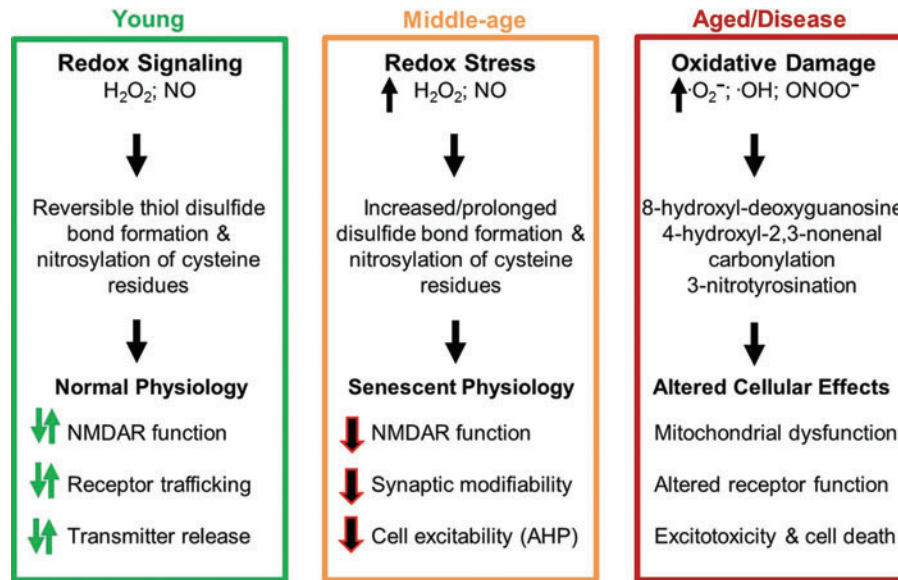 Young
Redox Signaling
H₂O₂; NO
Reversible thiol disulfide
bond formation &
nitrosylation of cysteine
residues
Normal Physiology
NMDAR function
Receptor trafficking
Transmitter release
Middle-age
Redox Stress
H₂O₂; NO
Increased/prolonged
disulfide bond formation &
nitrosylation of cysteine
residues
Senescent Physiology
NMDAR function
Synaptic modifiability
Cell excitability (AHP)
Aged/Disease
Oxidative Damage
·O₂⁻; ·OH; ONOO⁻
8-hydroxyl-deoxyguanosine
4-hydroxyl-2,3-nonenal
carbonylation
3-nitrotyrosination
Altered Cellular Effects
Mitochondrial dysfunction
Altered receptor function
Excitotoxicity & cell death